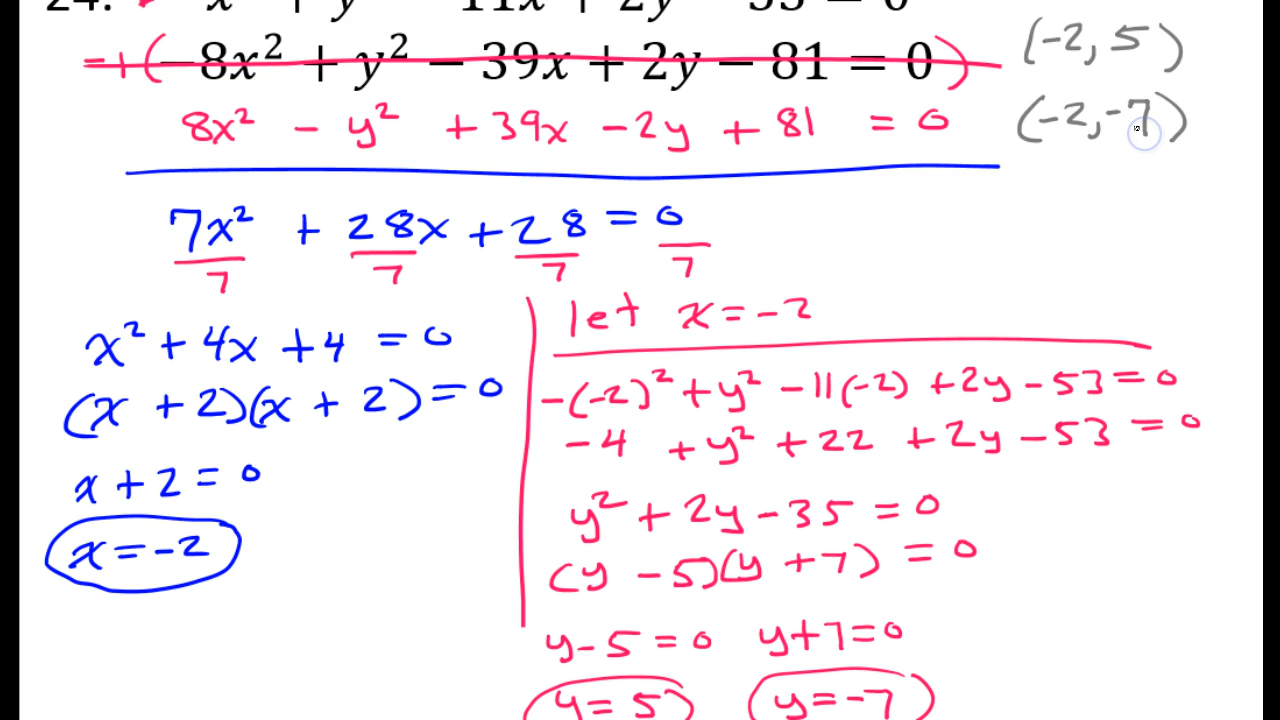 24.
-1(-8x² + y² - 39x + 2y - 81 = 0)
8x² - y² + 39x - 2y + 81 = 0
(-2, 5)
(-2, -7)
7x²/7 + 28x/7 + 28/7 = 0/7
x² + 4x + 4 = 0
(x + 2)(x + 2) = 0
x + 2 = 0
x = -2
let x = -2
-(-2)² + y² - 11(-2) + 2y - 53 = 0
-4 + y² + 22 + 2y - 53 = 0
y² + 2y - 35 = 0
(y - 5)(y + 7) = 0
y - 5 = 0 y + 7 = 0
y = 5 y = -7